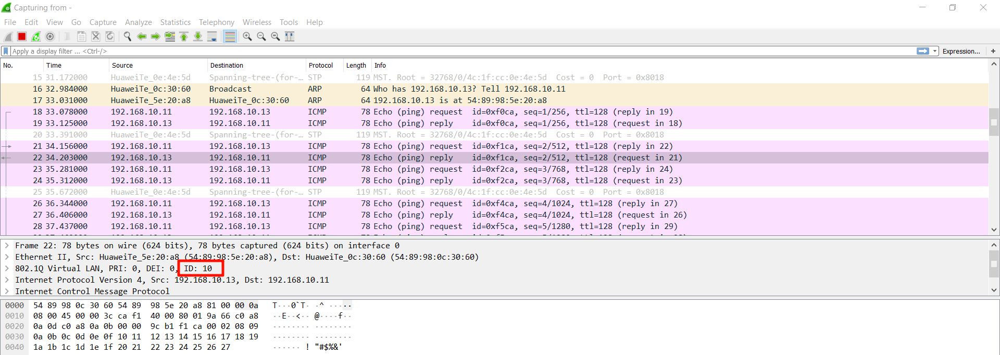 Capturing from -
File Edit View Go Capture Analyze Statistics Telephony Wireless Tools Help
Apply a display filter ... <Ctrl-/> Expression... +
No. Time Source Destination Protocol Length Info
15 31.172000 HuaweiTe_0e:4e:5d Spanning-tree-(for-... STP 119 MST. Root = 32768/0/4c:1f:cc:0e:4e:5d Cost = 0 Port = 0x8018
16 32.984000 HuaweiTe_0c:30:60 Broadcast ARP 64 Who has 192.168.10.13? Tell 192.168.10.11
17 33.031000 HuaweiTe_5e:20:a8 HuaweiTe_0c:30:60 ARP 64 192.168.10.13 is at 54:89:98:5e:20:a8
18 33.078000 192.168.10.11 192.168.10.13 ICMP 78 Echo (ping) request id=0xf0ca, seq=1/256, ttl=128 (reply in 19)
19 33.125000 192.168.10.13 192.168.10.11 ICMP 78 Echo (ping) reply id=0xf0ca, seq=1/256, ttl=128 (request in 18)
20 33.391000 HuaweiTe_0e:4e:5d Spanning-tree-(for-... STP 119 MST. Root = 32768/0/4c:1f:cc:0e:4e:5d Cost = 0 Port = 0x8018
21 34.156000 192.168.10.11 192.168.10.13 ICMP 78 Echo (ping) request id=0xf1ca, seq=2/512, ttl=128 (reply in 22)
22 34.203000 192.168.10.13 192.168.10.11 ICMP 78 Echo (ping) reply id=0xf1ca, seq=2/512, ttl=128 (request in 21)
23 35.281000 192.168.10.11 192.168.10.13 ICMP 78 Echo (ping) request id=0xf2ca, seq=3/768, ttl=128 (reply in 24)
24 35.312000 192.168.10.13 192.168.10.11 ICMP 78 Echo (ping) reply id=0xf2ca, seq=3/768, ttl=128 (request in 23)
25 35.672000 HuaweiTe_0e:4e:5d Spanning-tree-(for-... STP 119 MST. Root = 32768/0/4c:1f:cc:0e:4e:5d Cost = 0 Port = 0x8018
26 36.344000 192.168.10.11 192.168.10.13 ICMP 78 Echo (ping) request id=0xf4ca, seq=4/1024, ttl=128 (reply in 27)
27 36.406000 192.168.10.13 192.168.10.11 ICMP 78 Echo (ping) reply id=0xf4ca, seq=4/1024, ttl=128 (request in 26)
28 37.437000 192.168.10.11 192.168.10.13 ICMP 78 Echo (ping) request id=0xf5ca, seq=5/1280, ttl=128 (reply in 29)
Frame 22: 78 bytes on wire (624 bits), 78 bytes captured (624 bits) on interface 0
Ethernet II, Src: HuaweiTe_5e:20:a8 (54:89:98:5e:20:a8), Dst: HuaweiTe_0c:30:60 (54:89:98:0c:30:60)
802.1Q Virtual LAN, PRI: 0, DEI: 0, ID: 10
Internet Protocol Version 4, Src: 192.168.10.13, Dst: 192.168.10.11
Internet Control Message Protocol
0000 54 89 98 0c 30 60 54 89 98 5e 20 a8 81 00 00 0a T···0`T· ·^ ·····
0010 08 00 45 00 00 3c ca f1 40 00 80 01 9a 66 c0 a8 ··E··<·· @····f··
0020 0a 0d c0 a8 0a 0b 00 00 9c b1 f1 ca 00 02 08 09 ········ ········
0030 0a 0b 0c 0d 0e 0f 10 11 12 13 14 15 16 17 18 19 ········ ········
0040 1a 1b 1c 1d 1e 1f 20 21 22 23 24 25 26 27 ······ ! "#$%&'